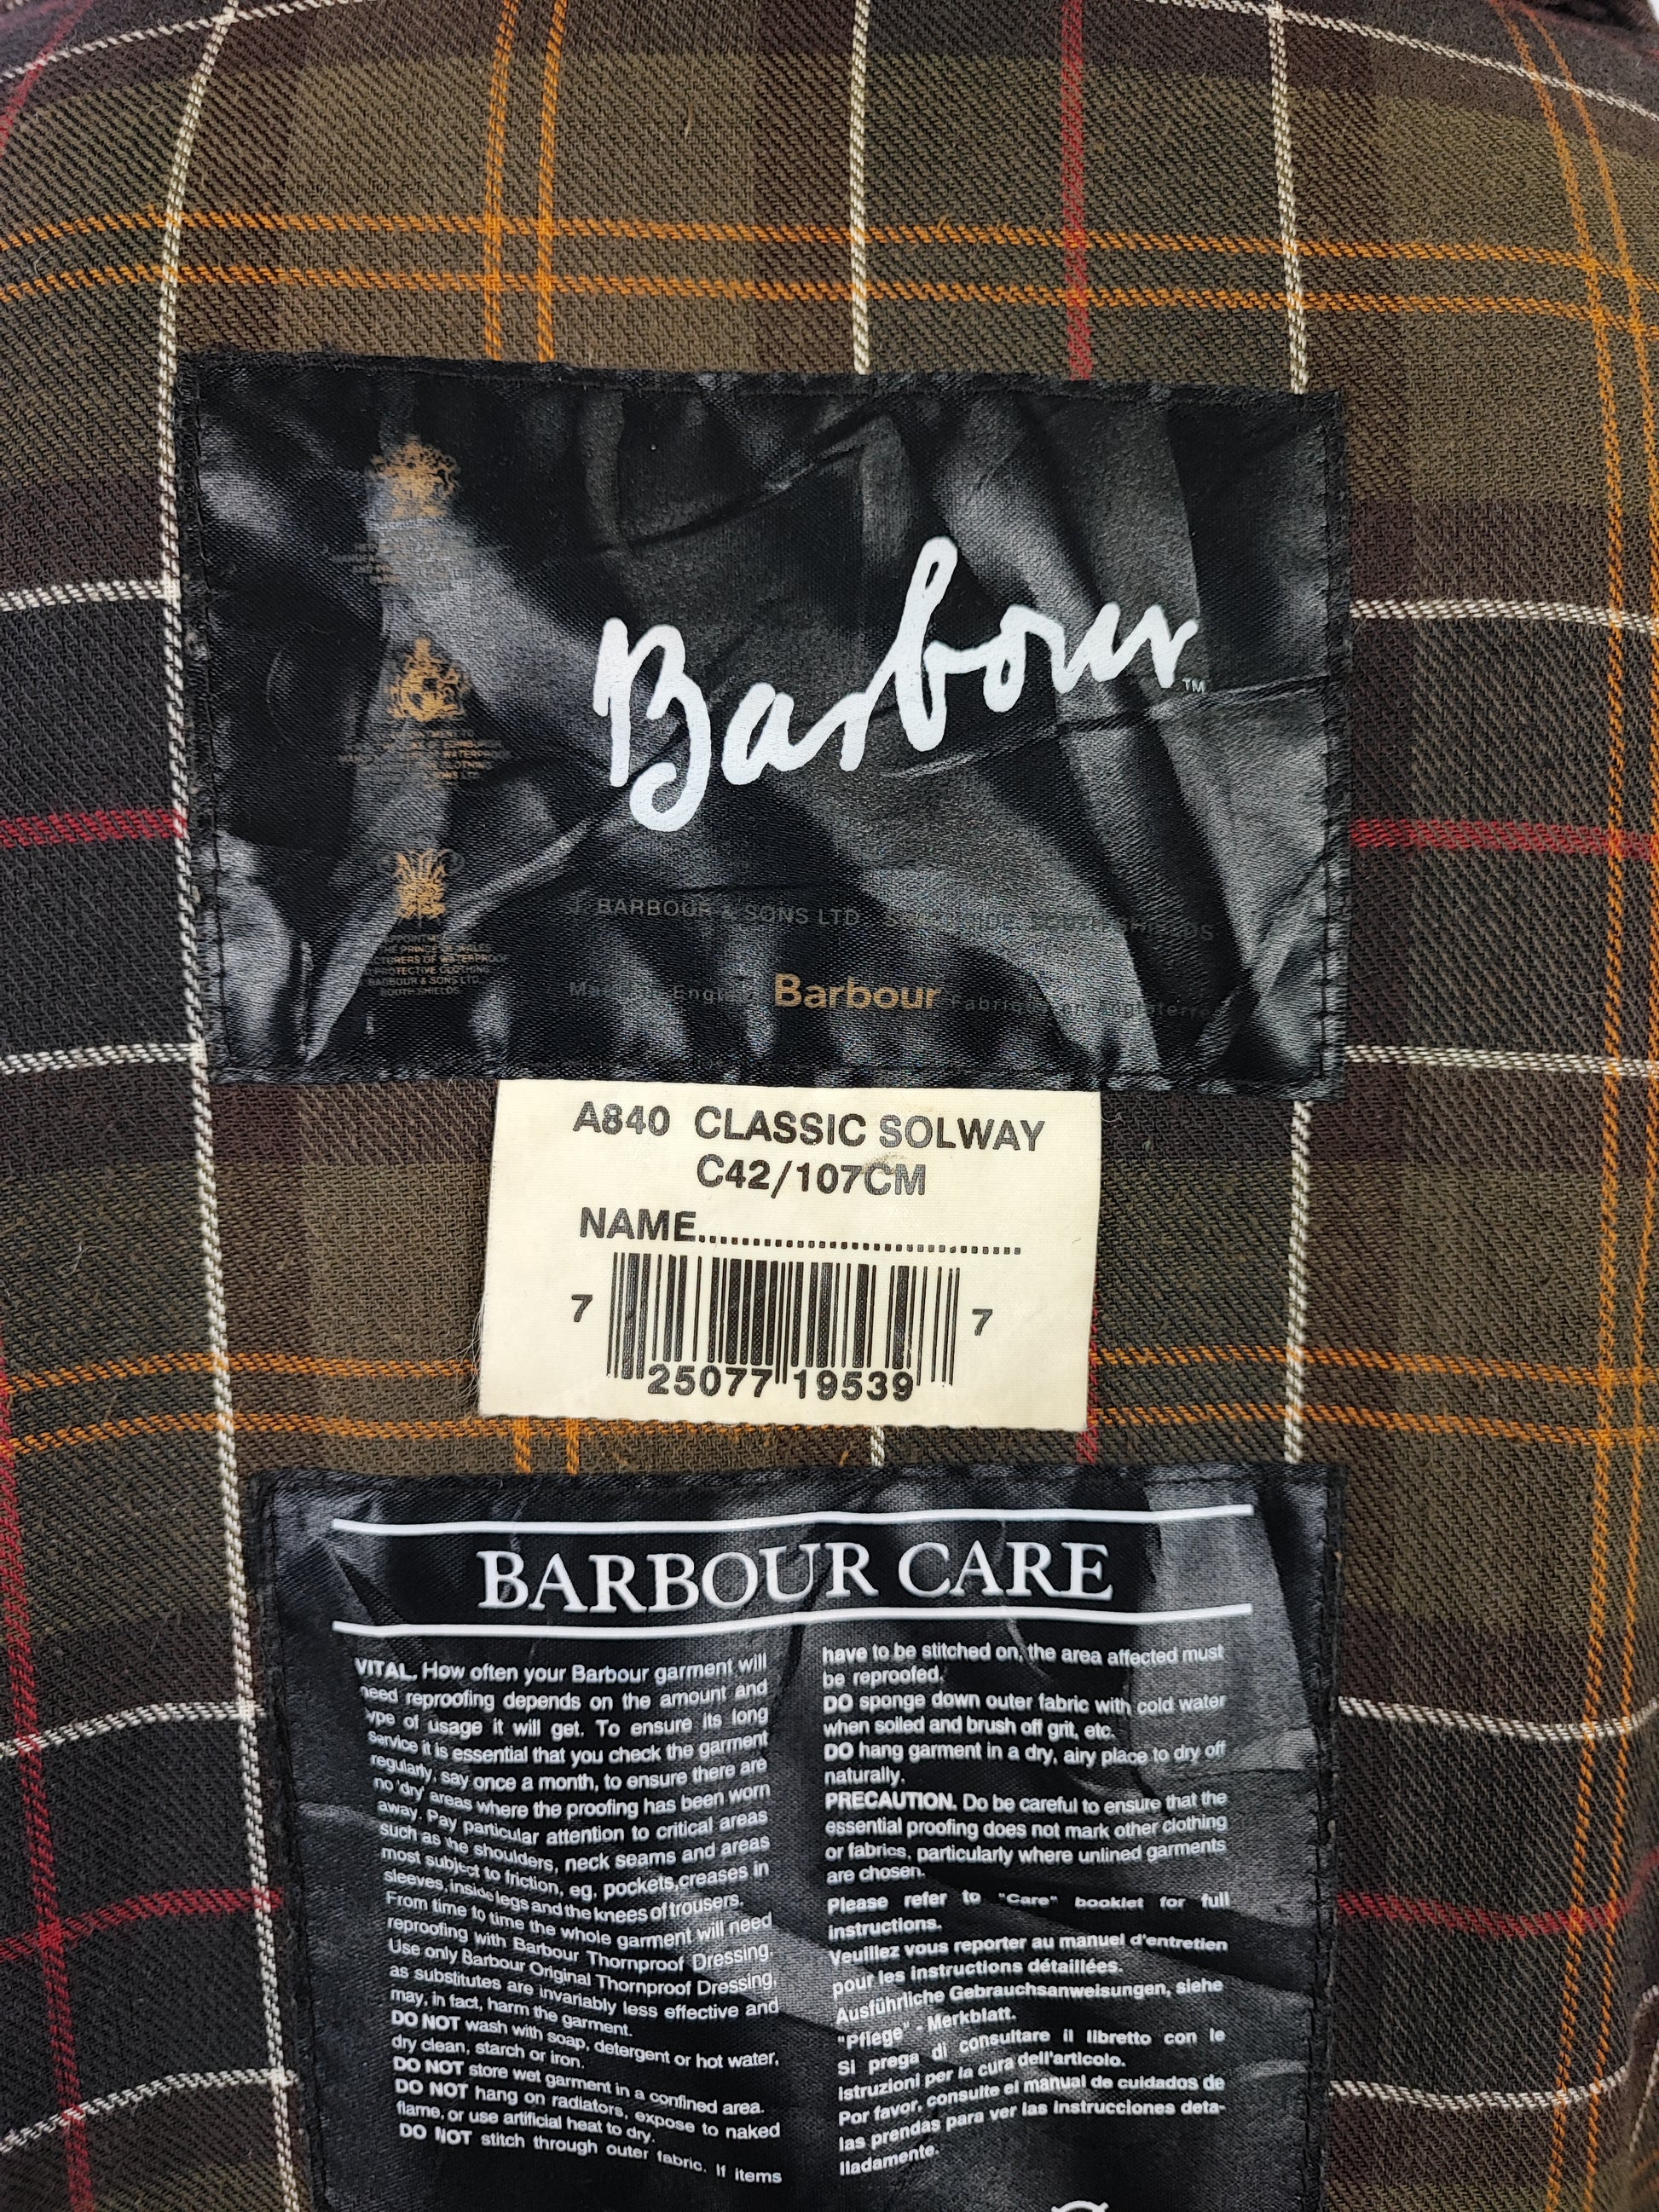 Barbour
TM
J. BARBOUR & SONS LTD
THE PRINCE OF WALES
PROTECTIVE CLOTHING
BARBOUR & SONS LTD.
SOUTH SHIELDS
Barbour
A840 CLASSIC SOLWAY
C42/107CM
NAME
7 25077 19539 7
BARBOUR CARE
VITAL. How often your Barbour garment will
need reproofing depends on the amount and
type of usage it will get. To ensure its long
service it is essential that you check the garment
regularly, say once a month, to ensure there are
no 'dry' areas where the proofing has been worn
away. Pay particular attention to critical areas
such as the shoulders, neck seams and areas
most subject to friction, eg. pockets,creases in
sleeves, inside legs and the knees of trousers.
From time to time the whole garment will need
reproofing with Barbour Thornproof Dressing.
Use only Barbour Original Thornproof Dressing,
as substitutes are invariably less effective and
may, in fact, harm the garment.
DO NOT wash with soap, detergent or hot water,
dry clean, starch or iron.
DO NOT store wet garment in a confined area.
DO NOT hang on radiators, expose to naked
flame, or use artificial heat to dry.
DO NOT stitch through outer fabric. If items
have to be stitched on, the area affected must
be reproofed.
DO sponge down outer fabric with cold water
when soiled and brush off grit, etc.
DO hang garment in a dry, airy place to dry off
naturally.
PRECAUTION. Do be careful to ensure that the
essential proofing does not mark other clothing
or fabrics, particularly where unlined garments
are chosen.
Please refer to "Care" booklet for full
instructions.
Veuillez vous reporter au manuel d'entretien
pour les instructions détaillées.
Ausführliche Gebrauchsanweisungen, siehe
"Pflege" - Merkblatt.
Si prega di consultare il libretto con le
istruzioni per la cura dell'articolo.
Por favor, consulte el manual de cuidados de
las prendas para ver las instrucciones deta-
lladamente.